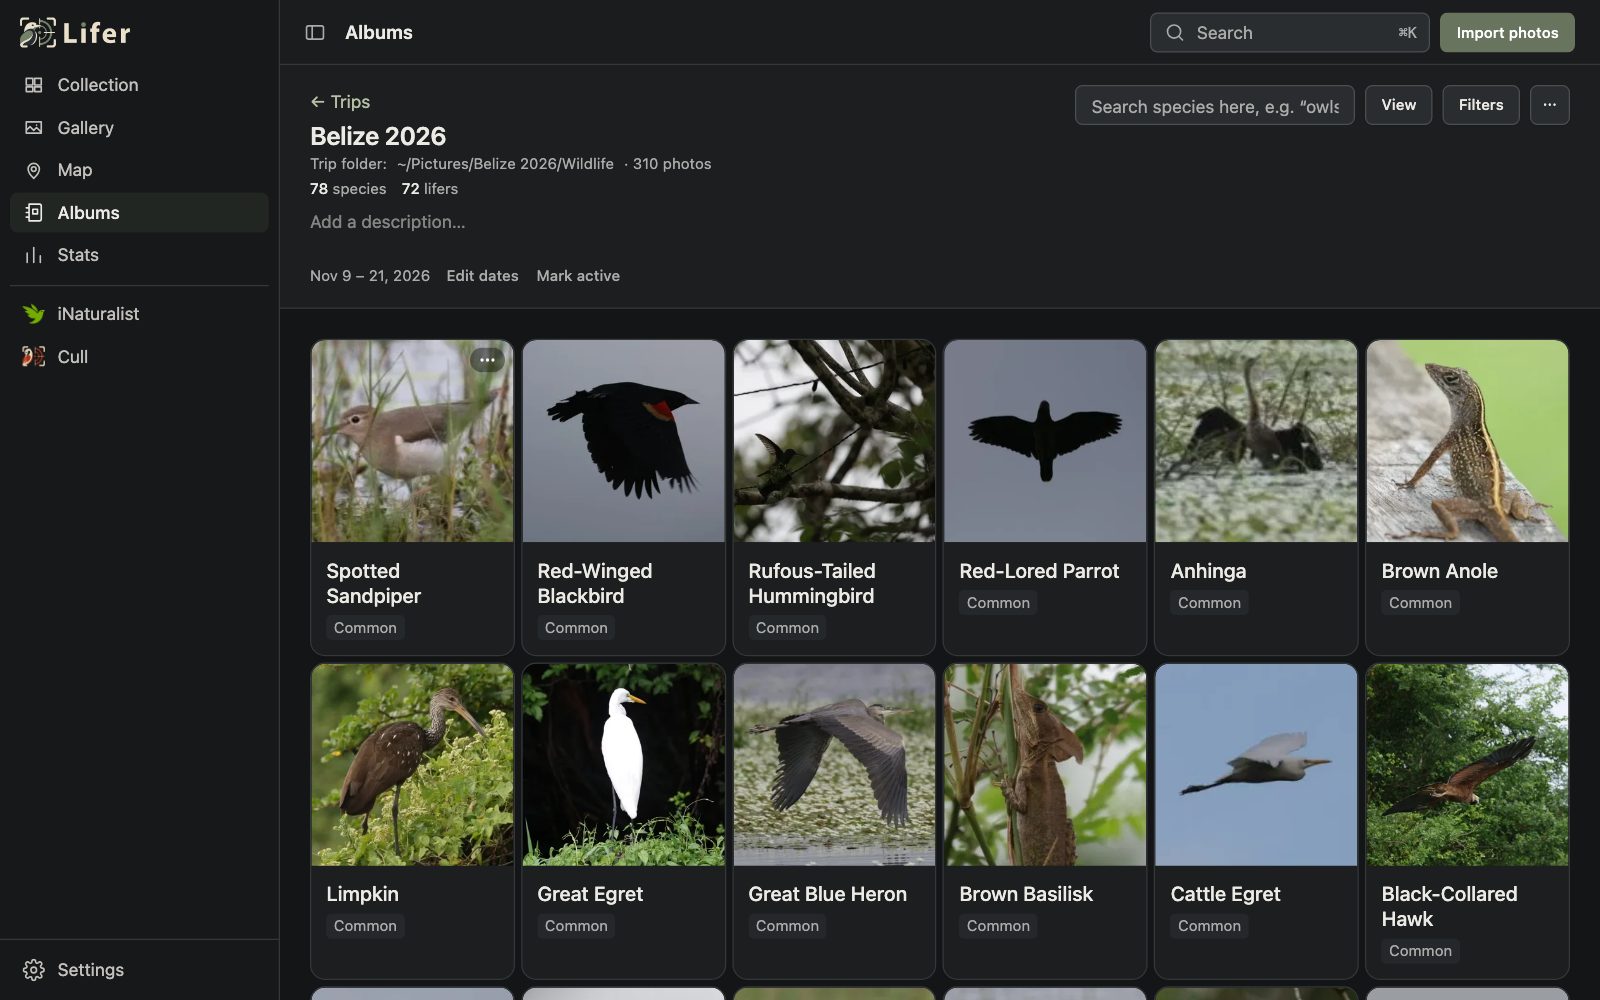 Lifer
Collection
Gallery
Map
Albums
Stats
iNaturalist
Cull
Settings
Albums
Search
⌘K
Import photos
← Trips
Belize 2026
Trip folder: ~/Pictures/Belize 2026/Wildlife · 310 photos
78 species 72 lifers
Add a description...
Nov 9 – 21, 2026 Edit dates Mark active
Search species here, e.g. “owls
View
Filters
...
Spotted
Sandpiper
Common
Red-Winged
Blackbird
Common
Rufous-Tailed
Hummingbird
Common
Red-Lored Parrot
Common
Anhinga
Common
Brown Anole
Common
Limpkin
Common
Great Egret
Common
Great Blue Heron
Common
Brown Basilisk
Common
Cattle Egret
Common
Black-Collared
Hawk
Common